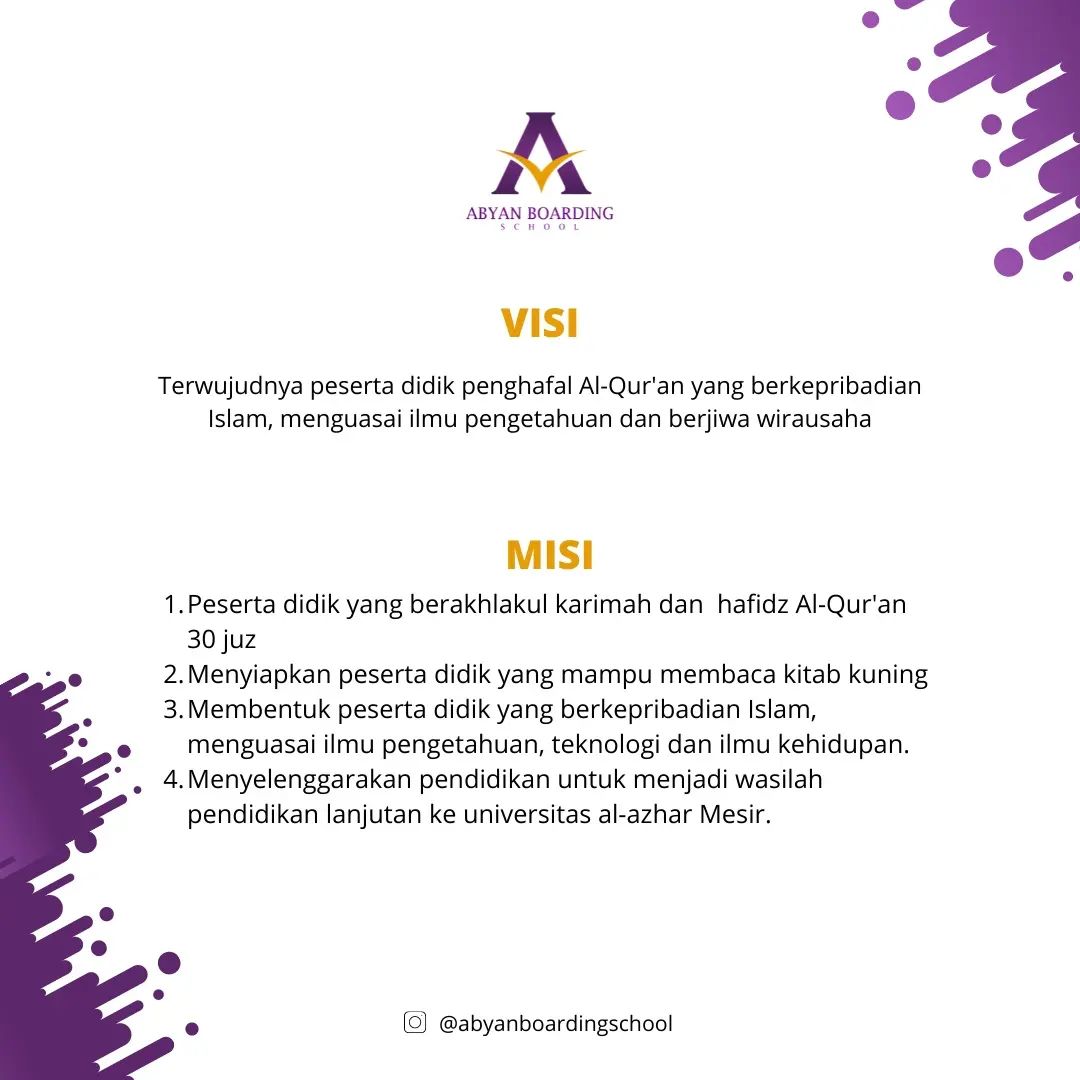 ABYAN BOARDING
SCHOOL
VISI
Terwujudnya peserta didik penghafal Al-Qur'an yang berkepribadian
Islam, menguasai ilmu pengetahuan dan berjiwa wirausaha
MISI
1. Peserta didik yang berakhlakul karimah dan  hafidz Al-Qur'an
30 juz
2. Menyiapkan peserta didik yang mampu membaca kitab kuning
3. Membentuk peserta didik yang berkepribadian Islam,
menguasai ilmu pengetahuan, teknologi dan ilmu kehidupan.
4. Menyelenggarakan pendidikan untuk menjadi wasilah
pendidikan lanjutan ke universitas al-azhar Mesir.
@abyanboardingschool